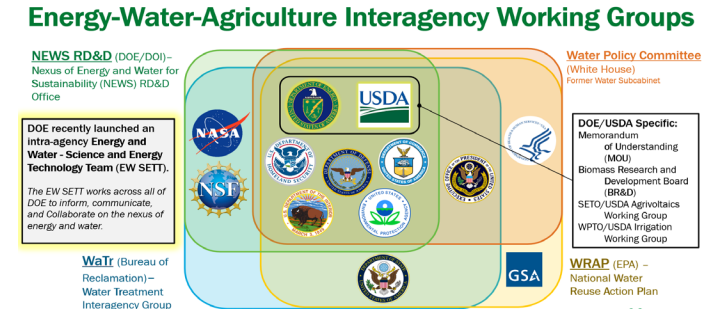 Energy-Water-Agriculture Interagency Working Groups
NEWS RD&D (DOE/DOI)–
Nexus of Energy and Water for
Sustainability (NEWS) RD&D
Office
Water Policy Committee
(White House)
Former Water Subcabinet
USDA
NASA
NSF
DOE recently launched an
intra-agency Energy and
Water - Science and Energy
Technology Team (EW SETT).
The EW SETT works across all of
DOE to inform, communicate,
and Collaborate on the nexus of
energy and water.
DOE/USDA Specific:
Memorandum
of Understanding
(MOU)
Biomass Research and
Development Board
(BR&D)
SETO/USDA Agrivoltaics
Working Group
WPTO/USDA Irrigation
Working Group
WaTr (Bureau of
Reclamation)–
Water Treatment
Interagency Group
GSA
WRAP (EPA) –
National Water
Reuse Action Plan